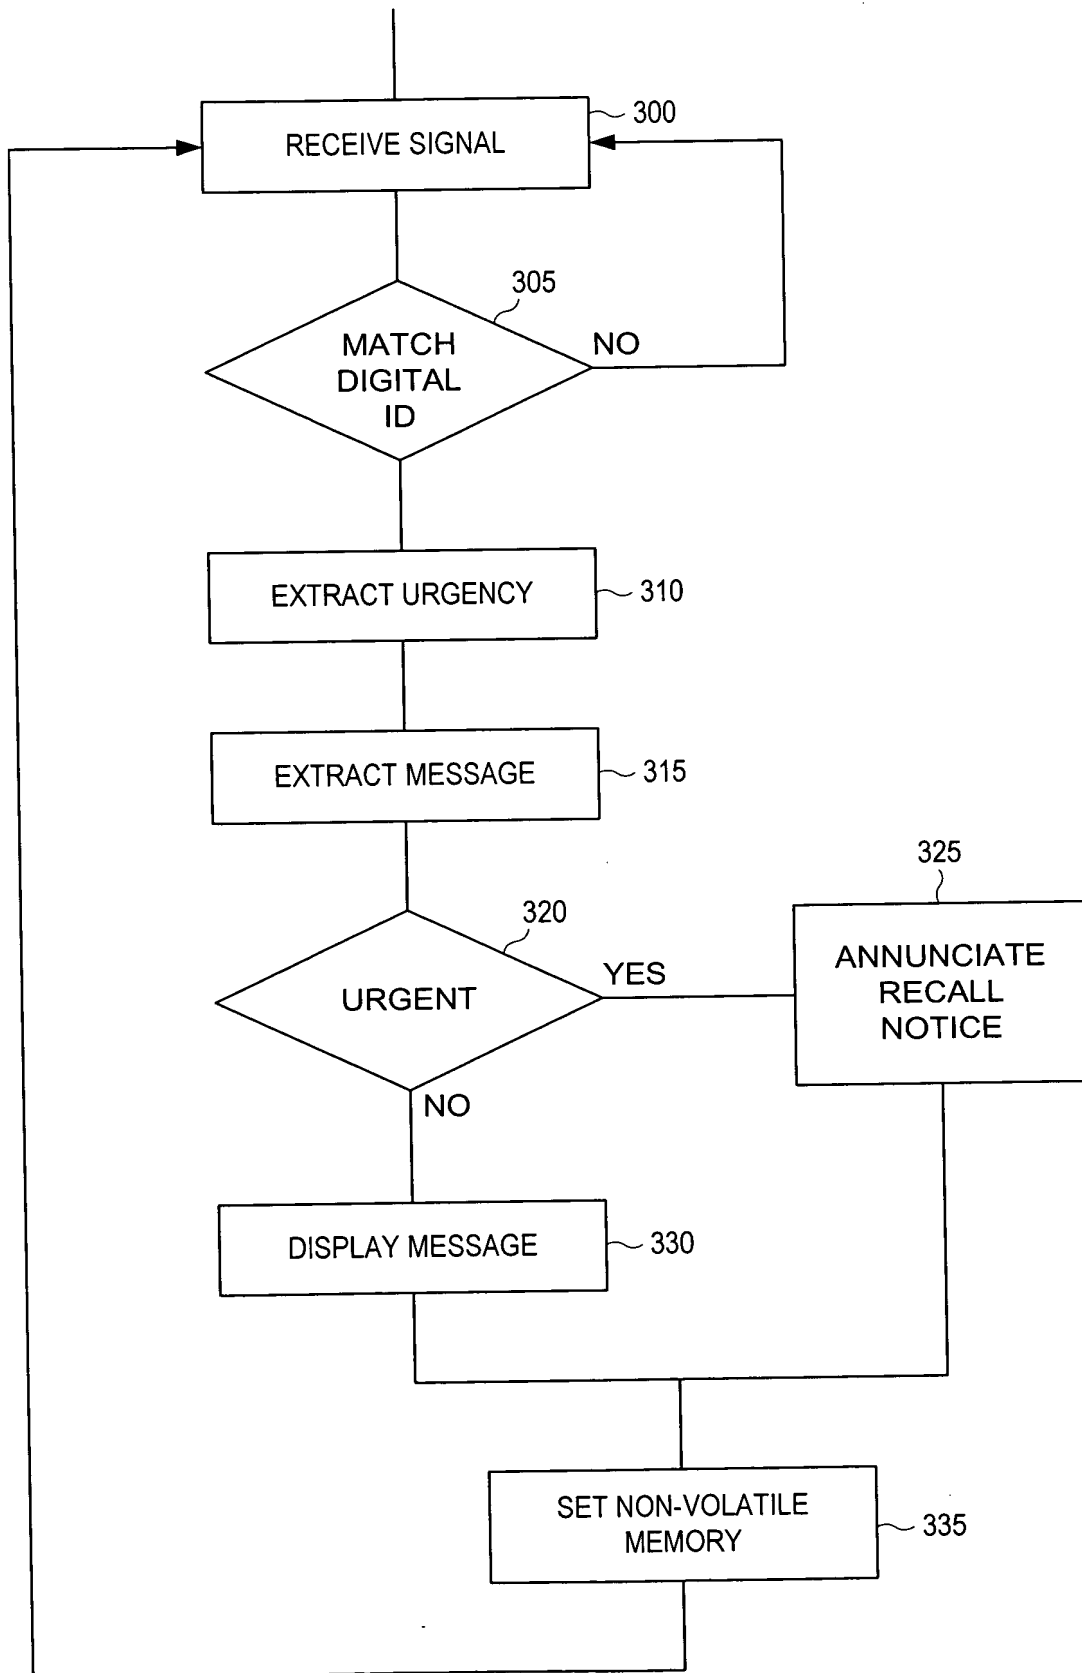 300
RECEIVE SIGNAL
305
MATCH
DIGITAL
ID
NO
EXTRACT URGENCY
310
EXTRACT MESSAGE
315
320
URGENT
YES
NO
325
ANNUNCIATE
RECALL
NOTICE
DISPLAY MESSAGE
330
SET NON-VOLATILE
MEMORY
335